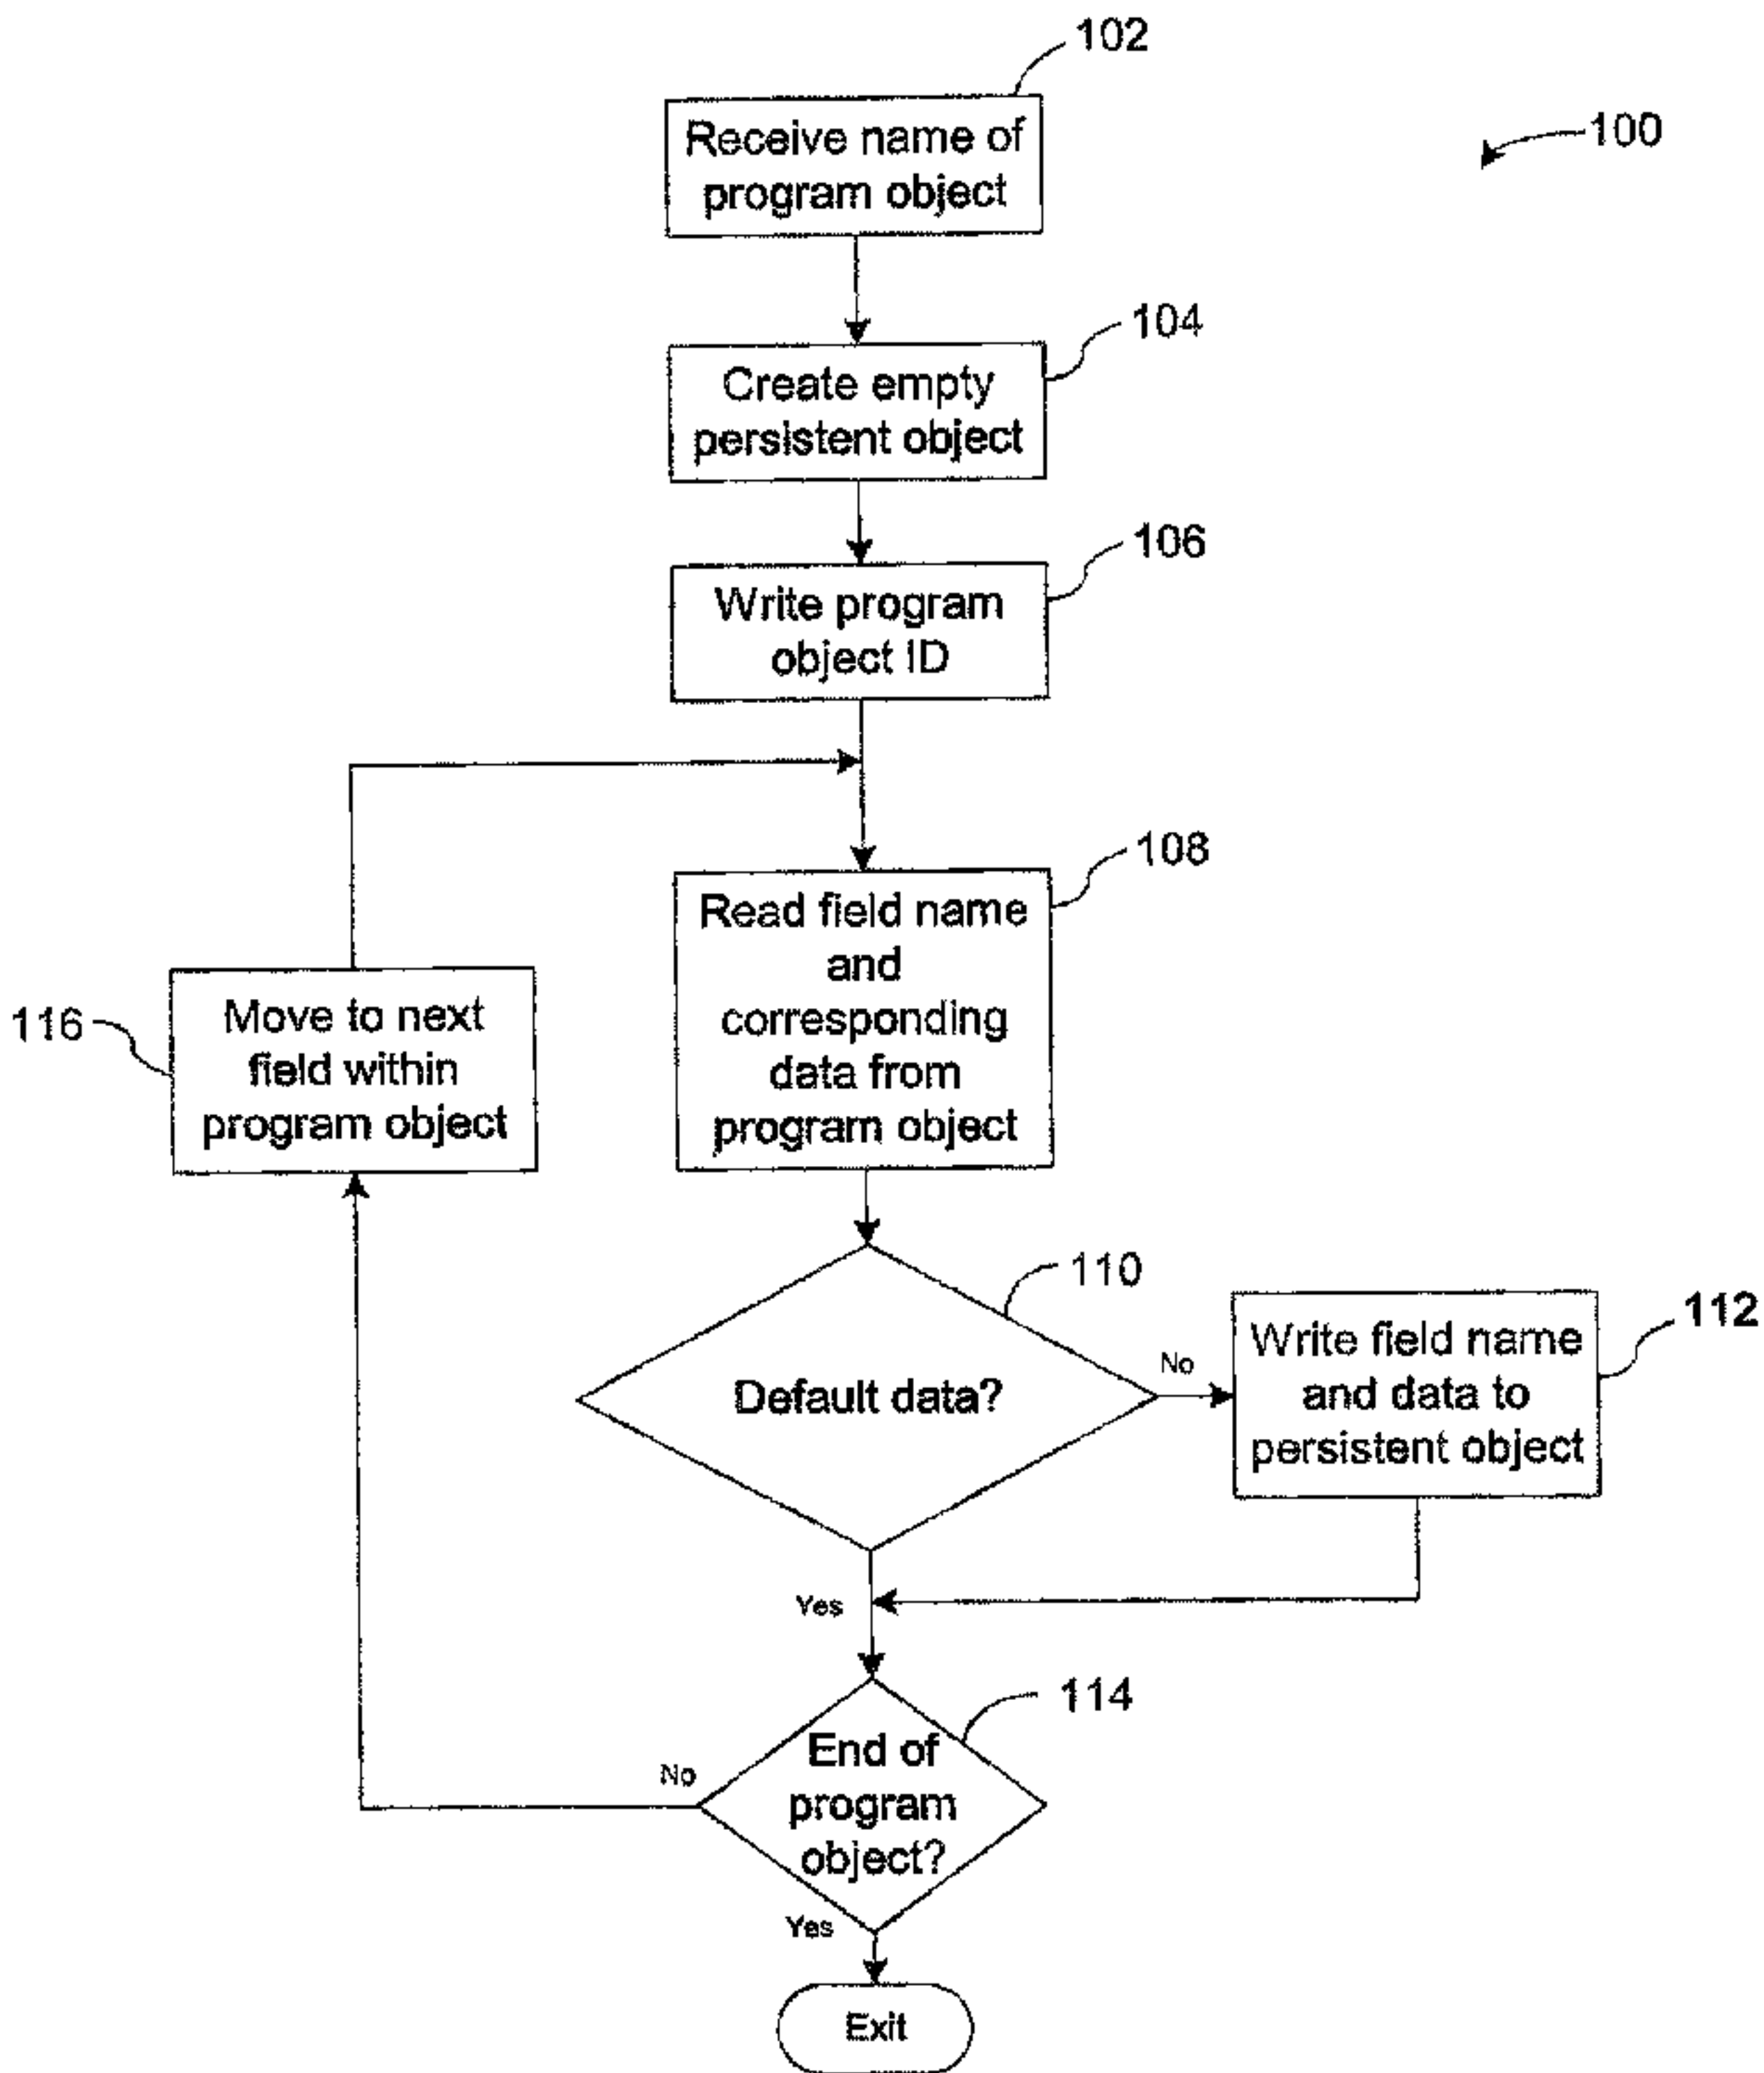 102
Receive name of
program object
100
104
Create empty
persistent object
106
Write program
object ID
108
Read field name
and
corresponding
data from
program object
116
Move to next
field within
program object
110
Default data?
No
112
Write field name
and data to
persistent object
Yes
114
End of
program
object?
No
Yes
Exit